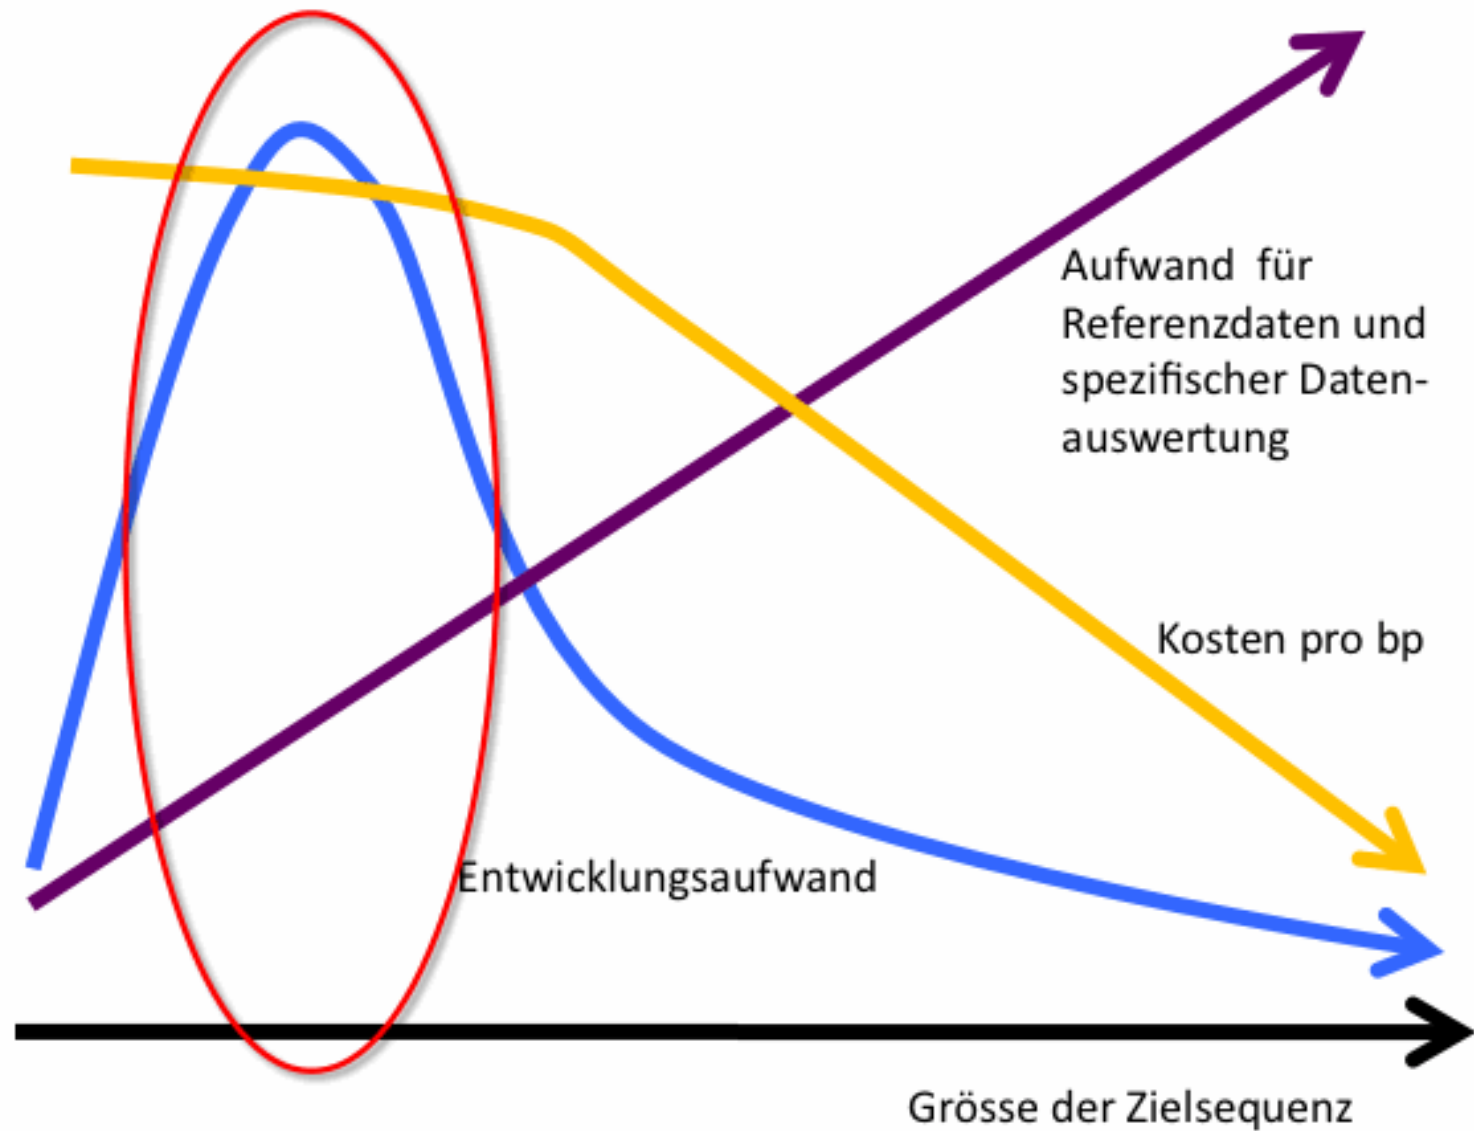 Aufwand für
Referenzdaten und
spezifischer Daten-
auswertung
Kosten pro bp
Entwicklungsaufwand
Grösse der Zielsequenz